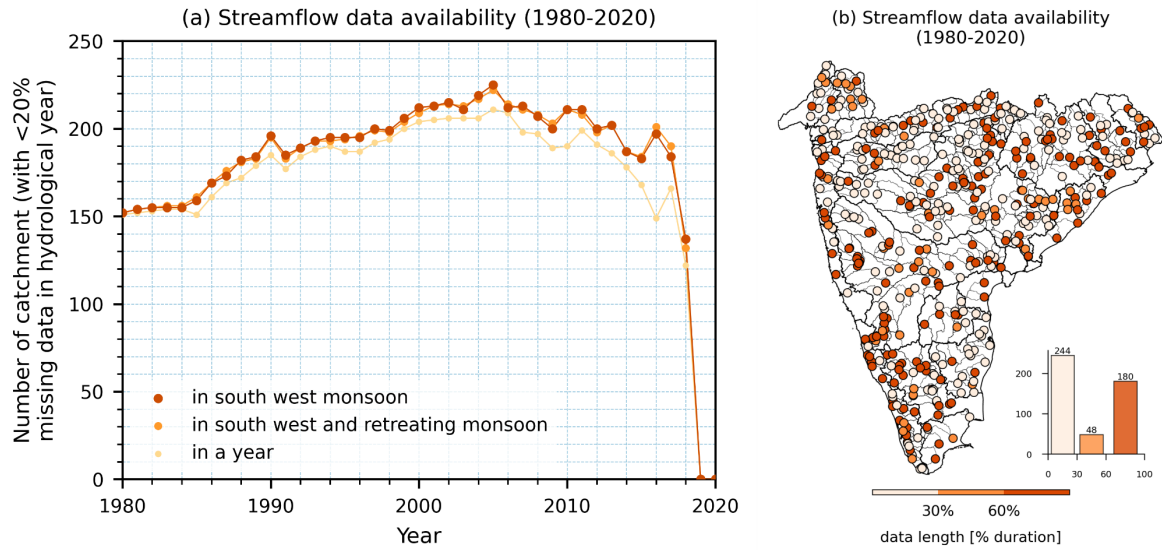 (a) Streamflow data availability (1980-2020)
Number of catchment (with <20%
missing data in hydrological year)
250
200
150
100
50
0
in south west monsoon
in south west and retreating monsoon
in a year
1980
1990
2000
2010
2020
Year
(b) Streamflow data availability
(1980-2020)
244
48
180
200
100
0
0
30
60
100
30%
60%
data length [% duration]